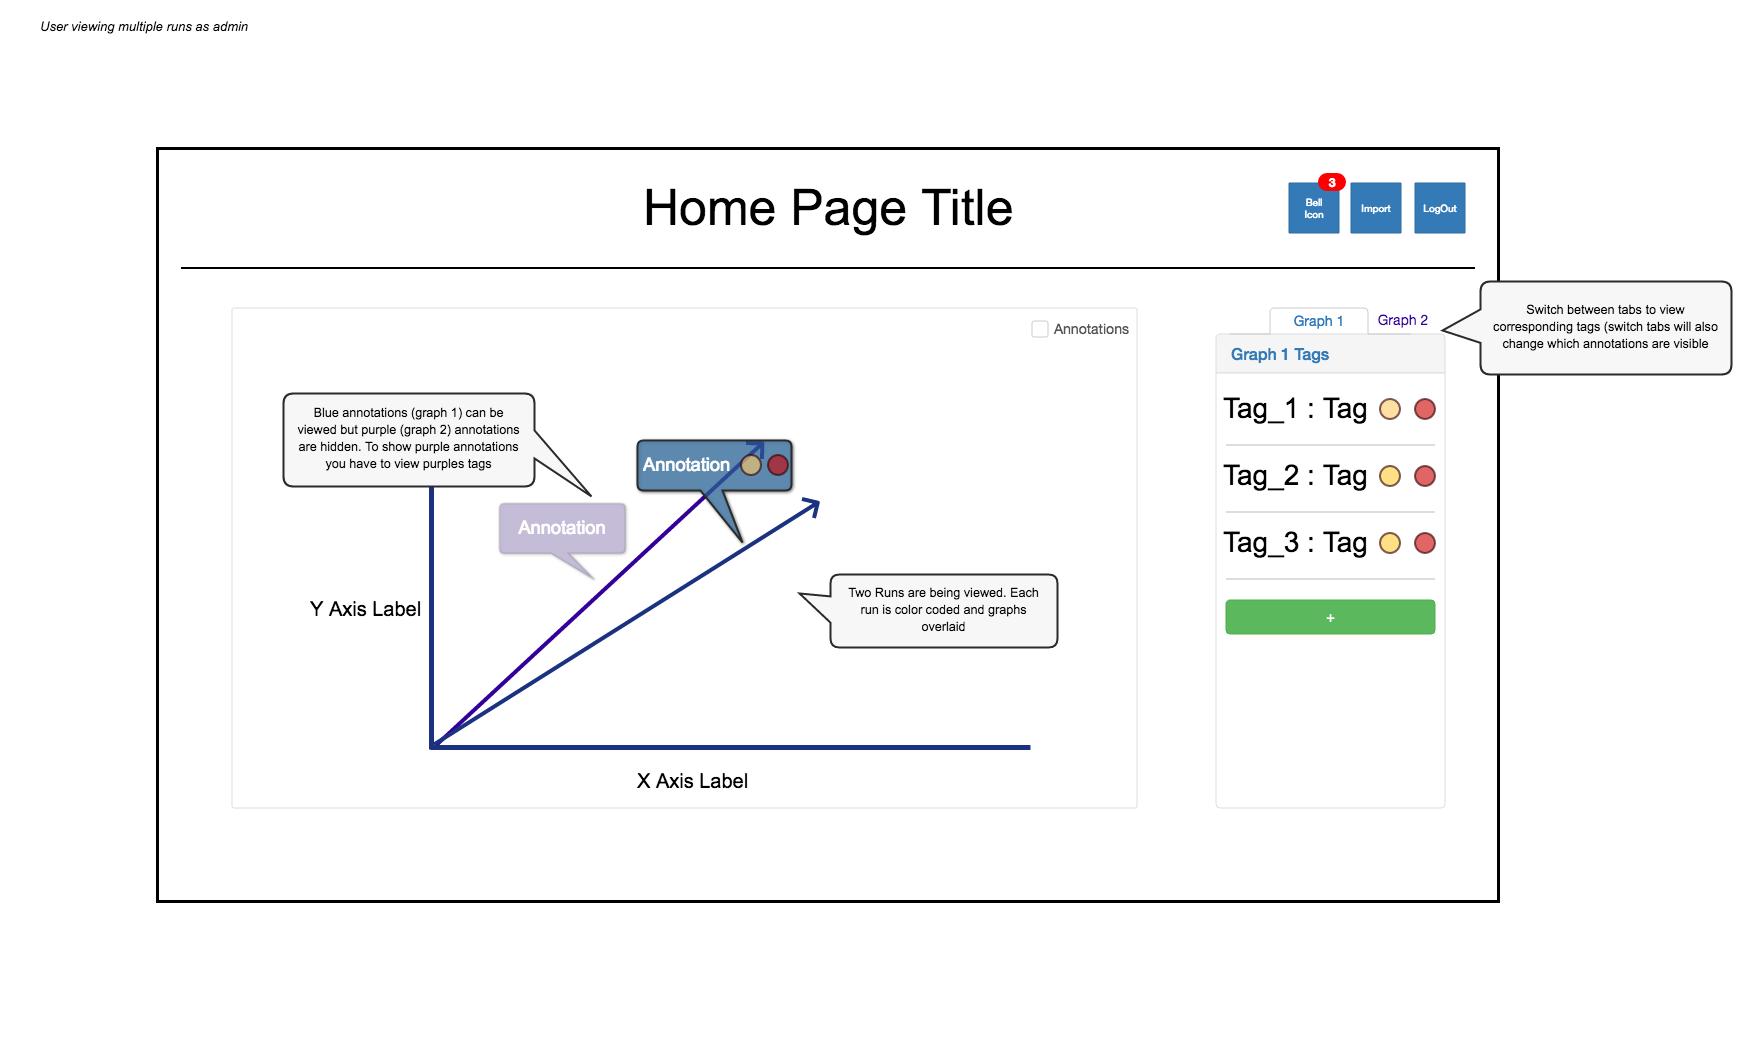 User viewing multiple runs as admin
Home Page Title
3
Bell
Icon
Import
LogOut
Switch between tabs to view
corresponding tags (switch tabs will also
change which annotations are visible
Graph 1
Graph 2
Annotations
Graph 1 Tags
Blue annotations (graph 1) can be
viewed but purple (graph 2) annotations
are hidden. To show purple annotations
you have to view purples tags
Tag_1 : Tag
Annotation
Tag_2 : Tag
Annotation
Tag_3 : Tag
Two Runs are being viewed. Each
run is color coded and graphs
overlaid
Y Axis Label
+
X Axis Label